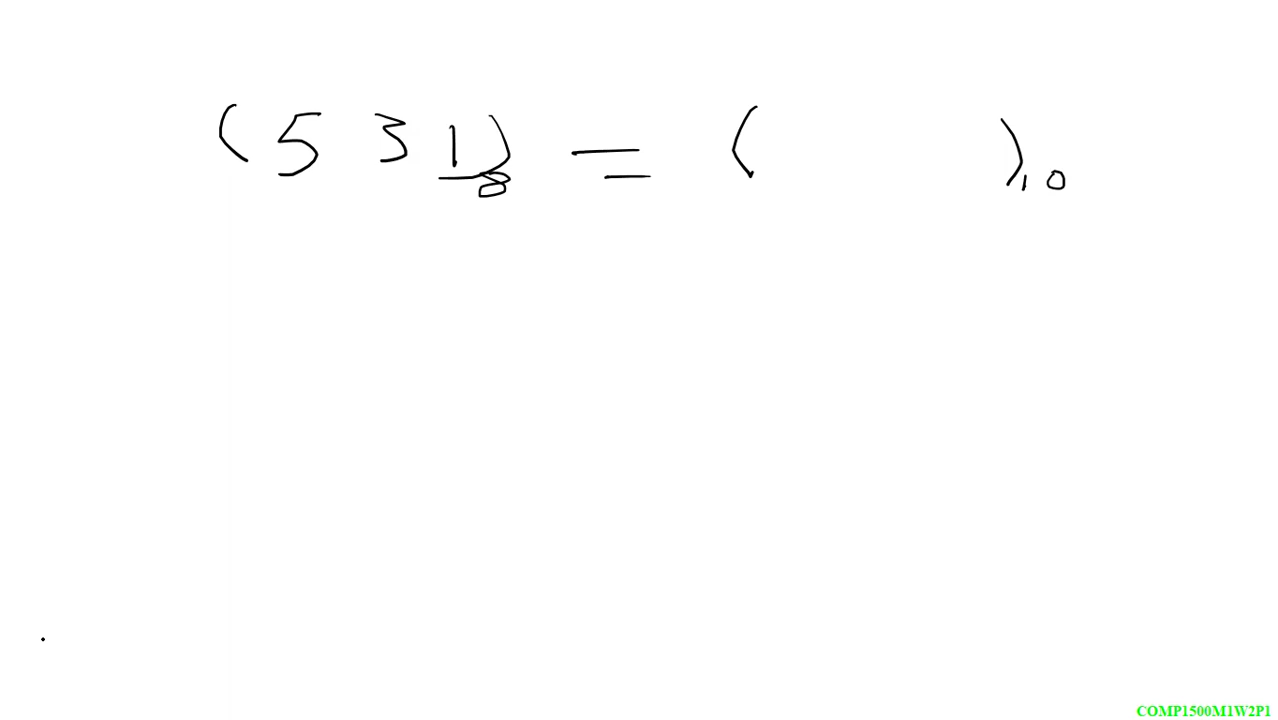 (531)₈ = (     )₁₀
COMP1500M1W2P1